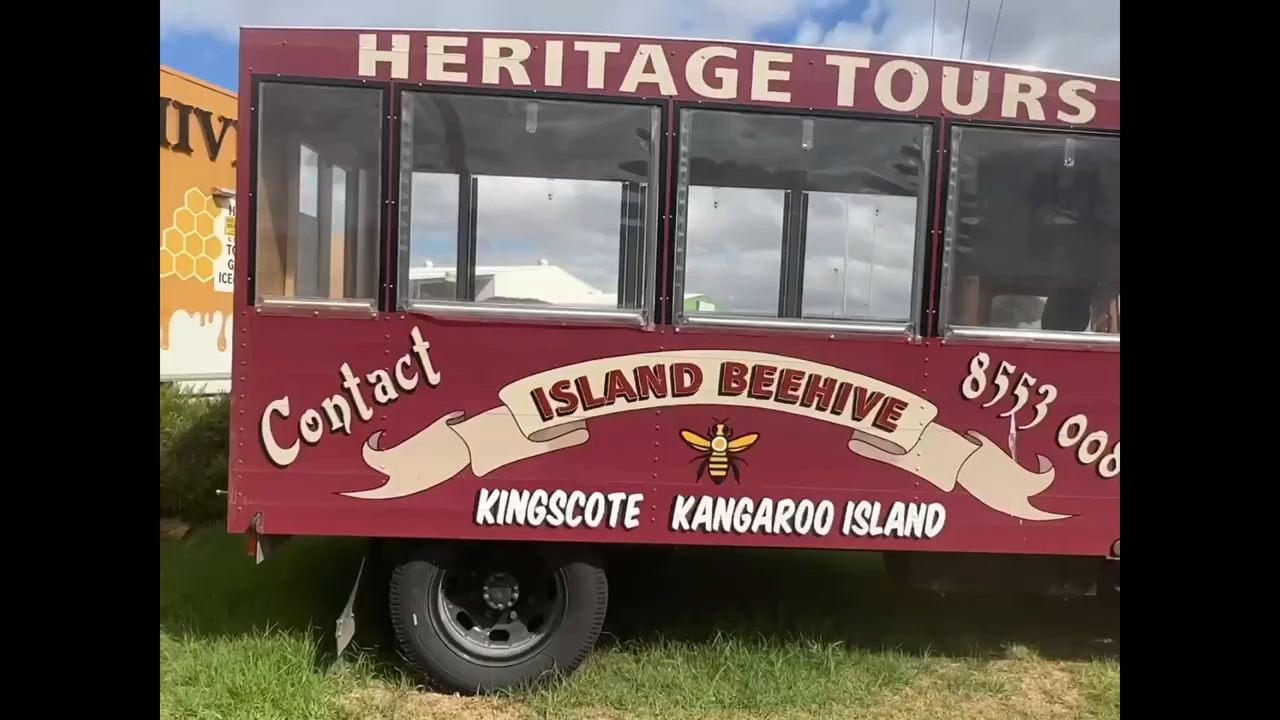 HERITAGE TOURS
Contact
ISLAND BEEHIVE
8553 008
KINGSCOTE KANGAROO ISLAND